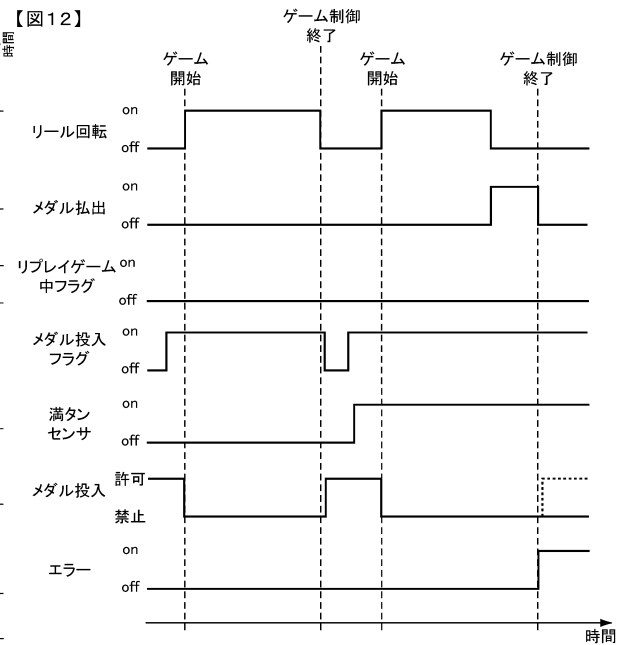 【図12】
時間
ゲーム制御
終了
ゲーム
開始
ゲーム
開始
ゲーム制御
終了
リール回転
on
off
メダル払出
on
off
リプレイゲーム
中フラグ
on
off
メダル投入
フラグ
on
off
満タン
センサ
on
off
メダル投入
許可
禁止
エラー
on
off
時間